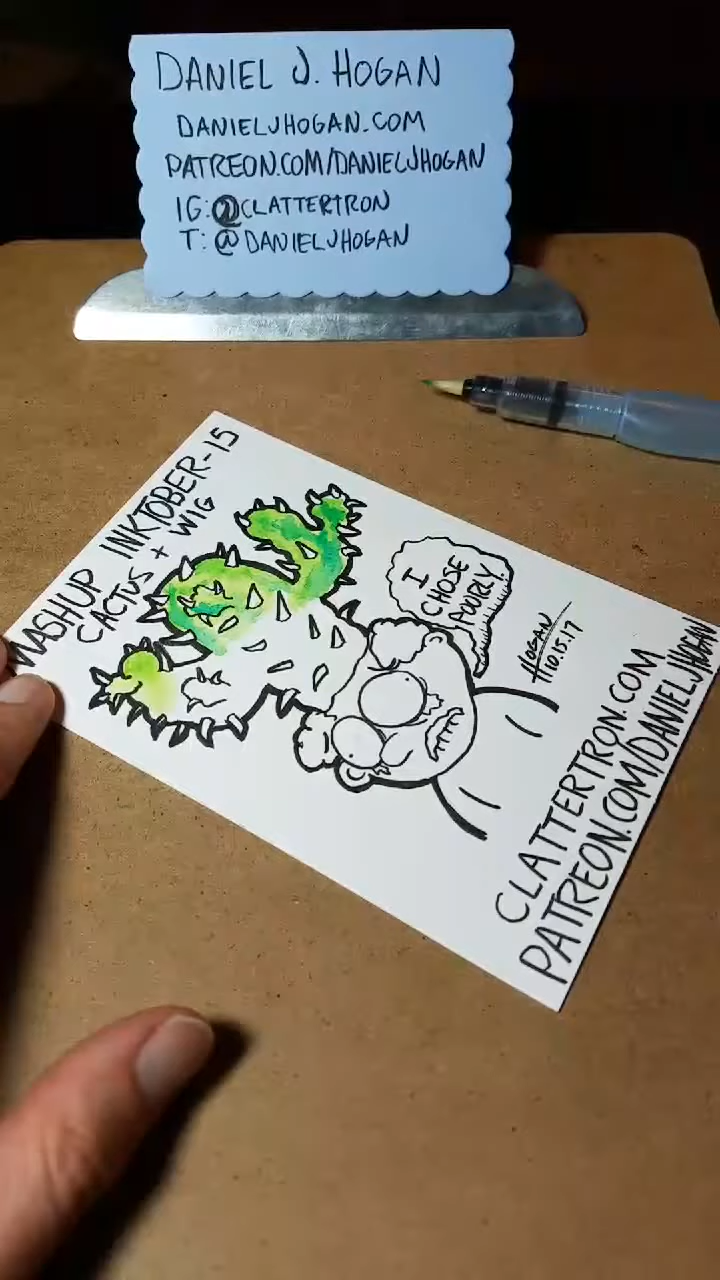 DANIEL J. HOGAN
DANIELJHOGAN.COM
PATREON.COM/DANIELJHOGAN
IG:@CLATTERTRON
T: @DANIELJHOGAN
MASHUP INKTOBER-15
CACTUS + WIG
I
CHOSE
POORLY!
HOGAN
10.15.17
CLATTERTRON.COM
PATREON.COM/DANIELJHOGAN